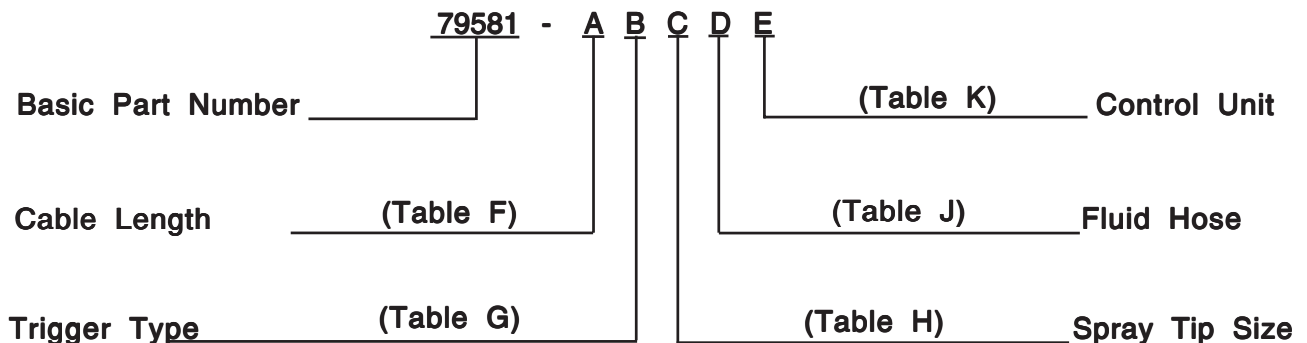 79581 - A B C D E
Basic Part Number (Table K) Control Unit
Cable Length (Table F) (Table J) Fluid Hose
Trigger Type (Table G) (Table H) Spray Tip Size